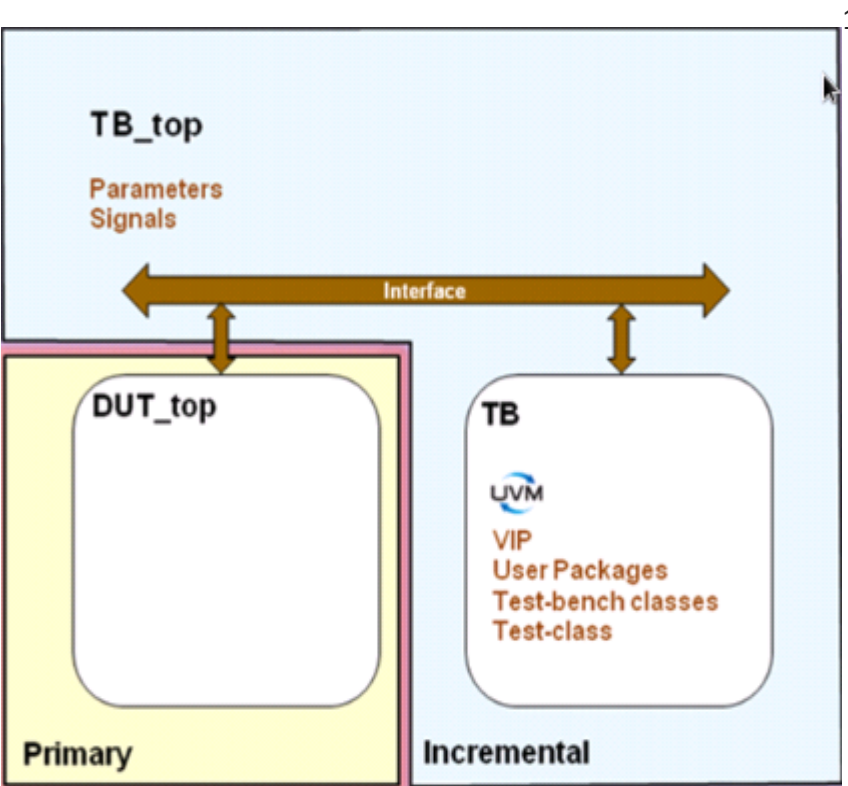 TB_top
Parameters
Signals
Interface
DUT_top
TB
UVM
VIP
User Packages
Test-bench classes
Test-class
Primary
Incremental